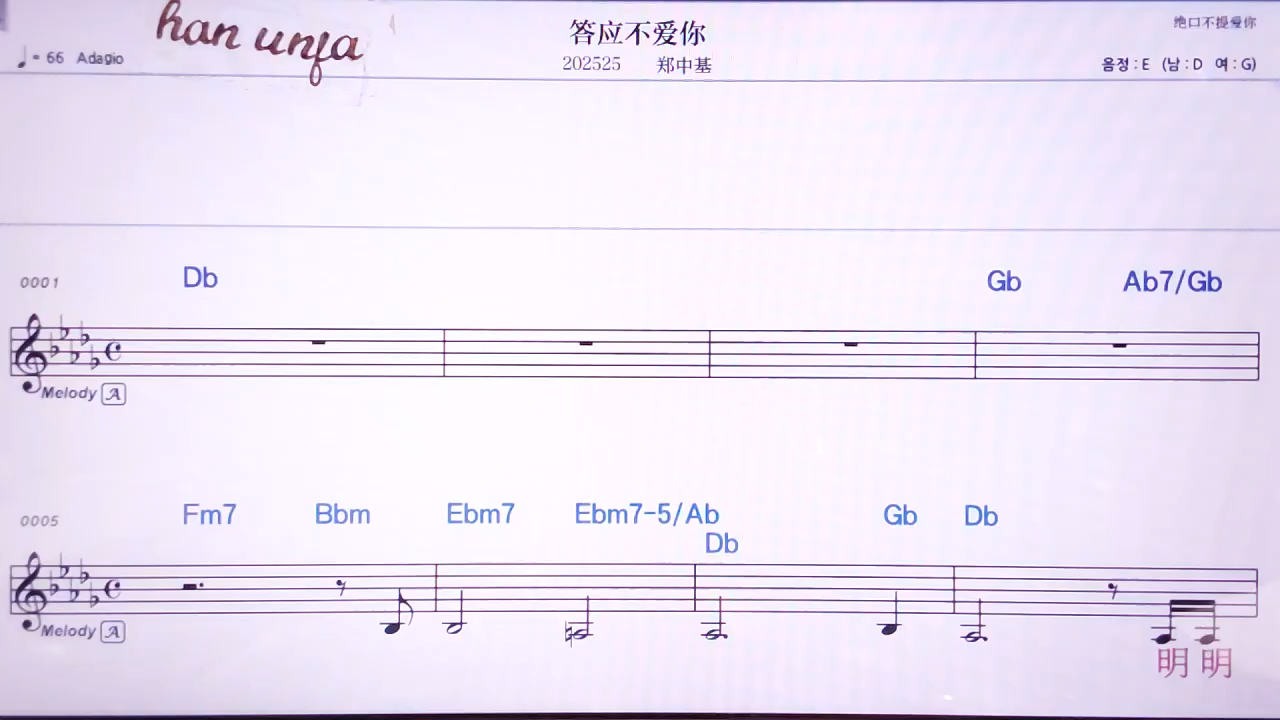 han unfa
答应不爱你
绝口不提爱你
♩= 66 Adagio
202525 郑中基
음정 : E (남 : D 여 : G)
0001 Db Gb Ab7/Gb
Melody A
0005 Fm7 Bbm Ebm7 Ebm7-5/Ab Gb Db
Db
Melody A
明 明